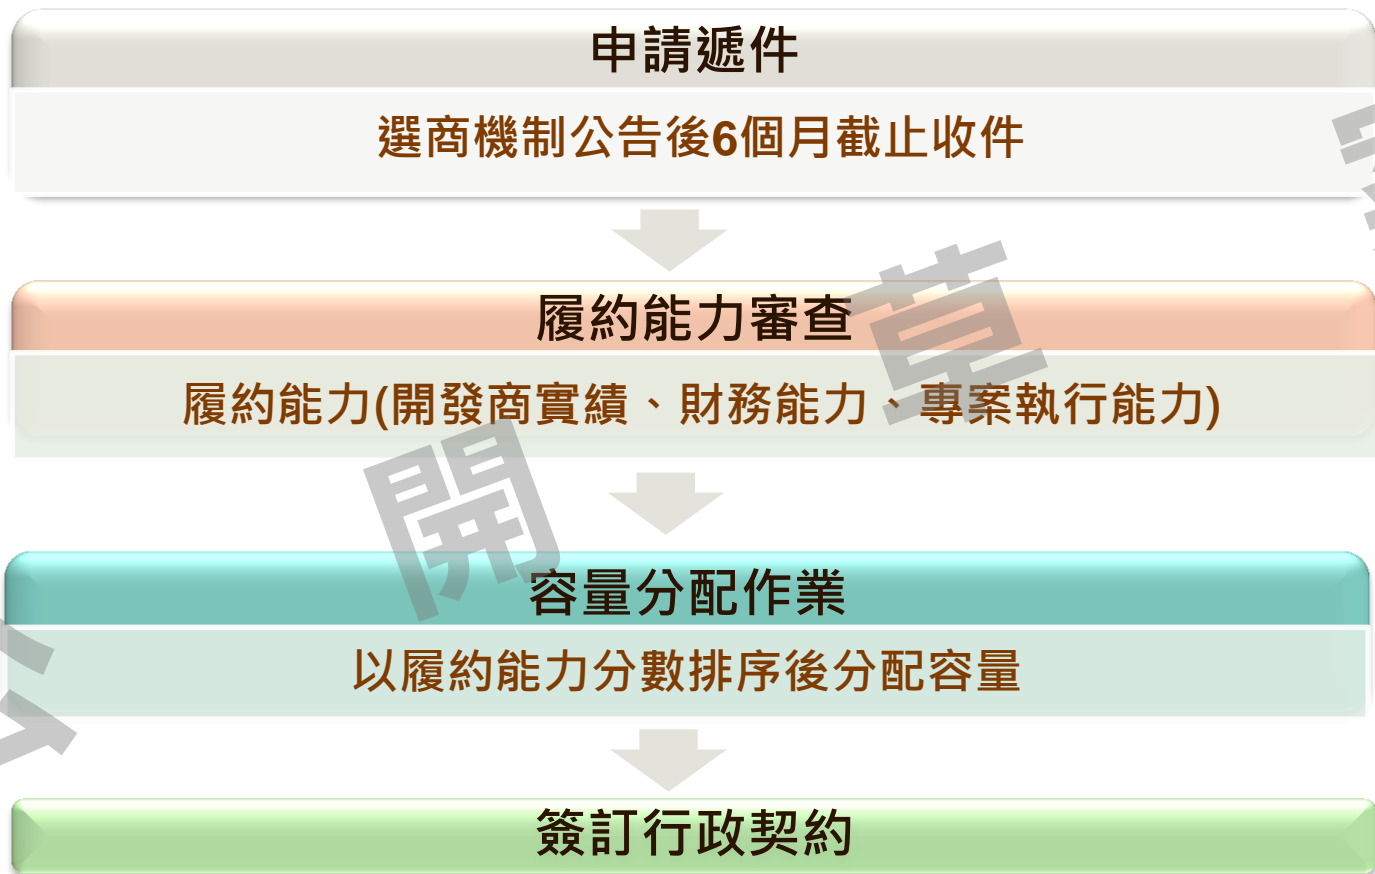 申請遞件
選商機制公告後6個月截止收件
履約能力審查
履約能力(開發商實績、財務能力、專案執行能力)
容量分配作業
以履約能力分數排序後分配容量
簽訂行政契約
草
開